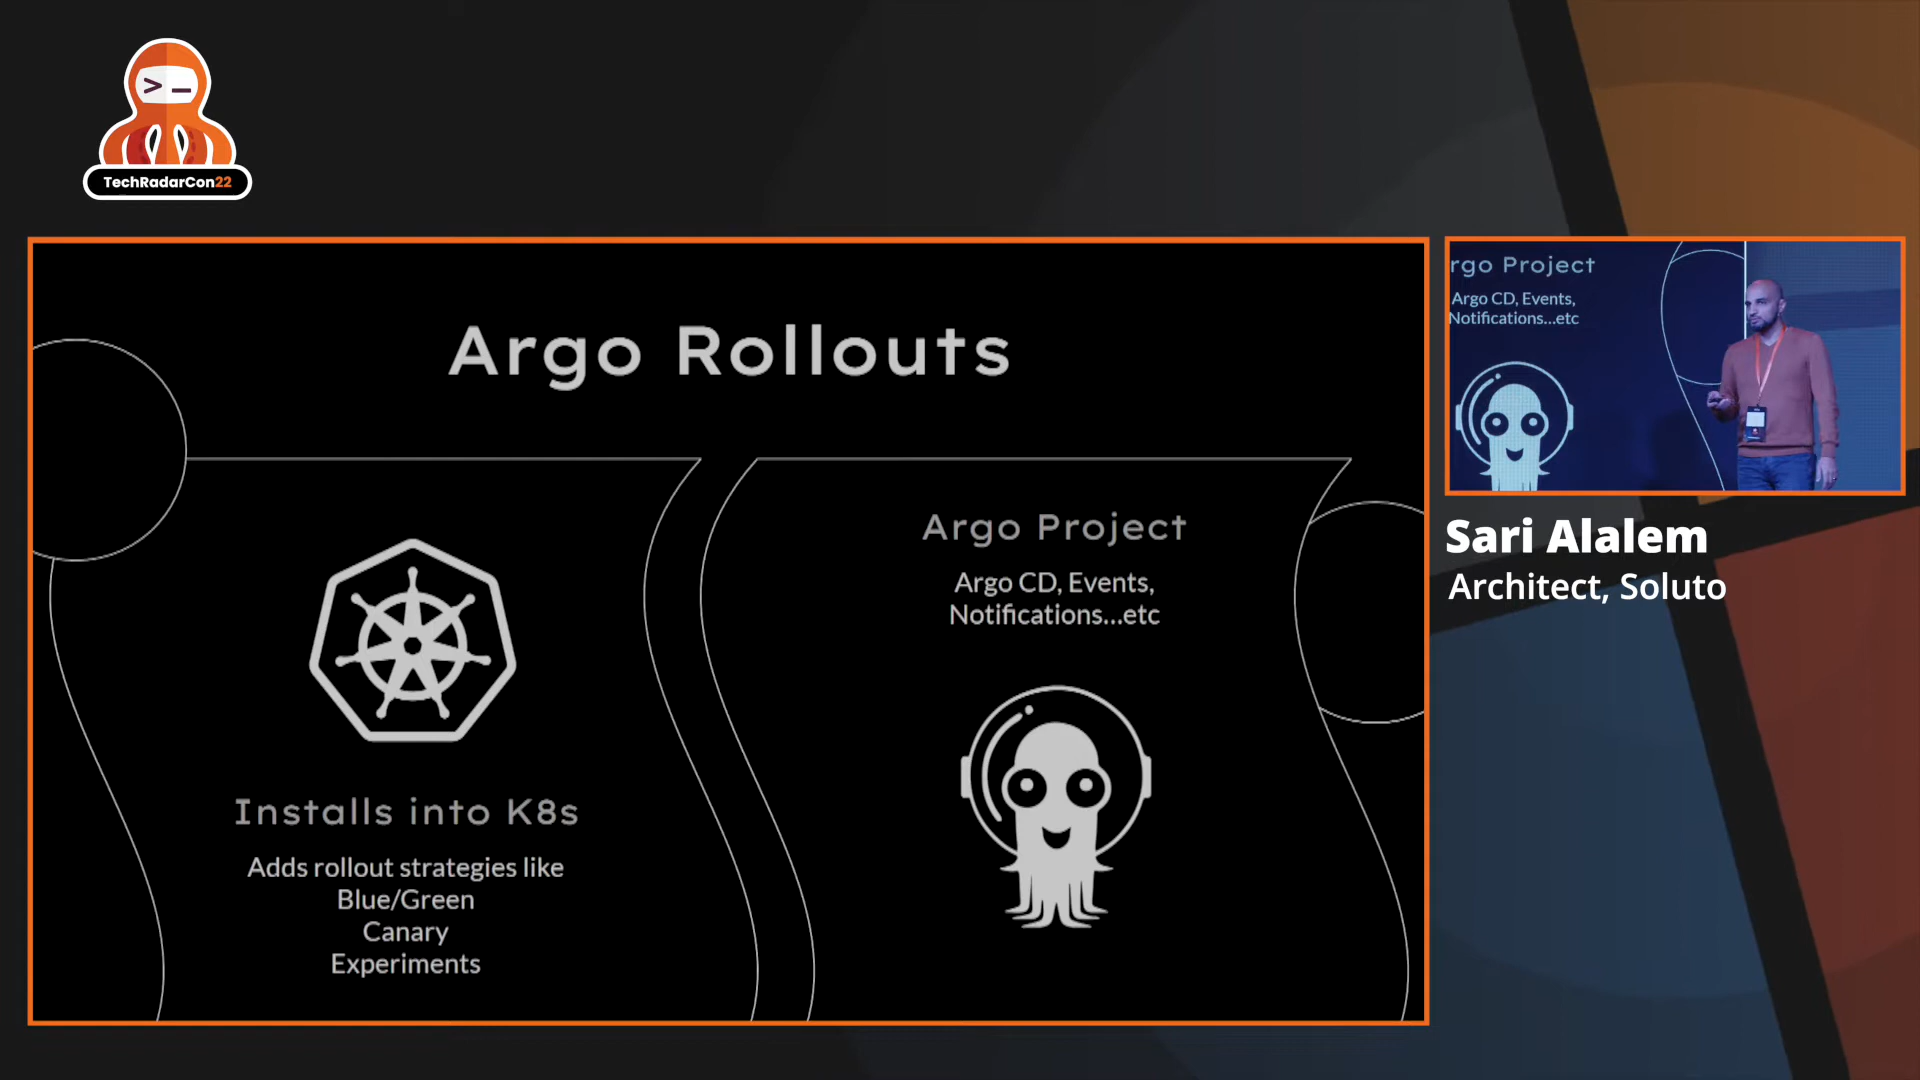 >_
TechRadarCon22
Argo Rollouts
Installs into K8s
Adds rollout strategies like
Blue/Green
Canary
Experiments
Argo Project
Argo CD, Events,
Notifications...etc
rgo Project
Argo CD, Events,
Notifications...etc
Sari Alalem
Architect, Soluto